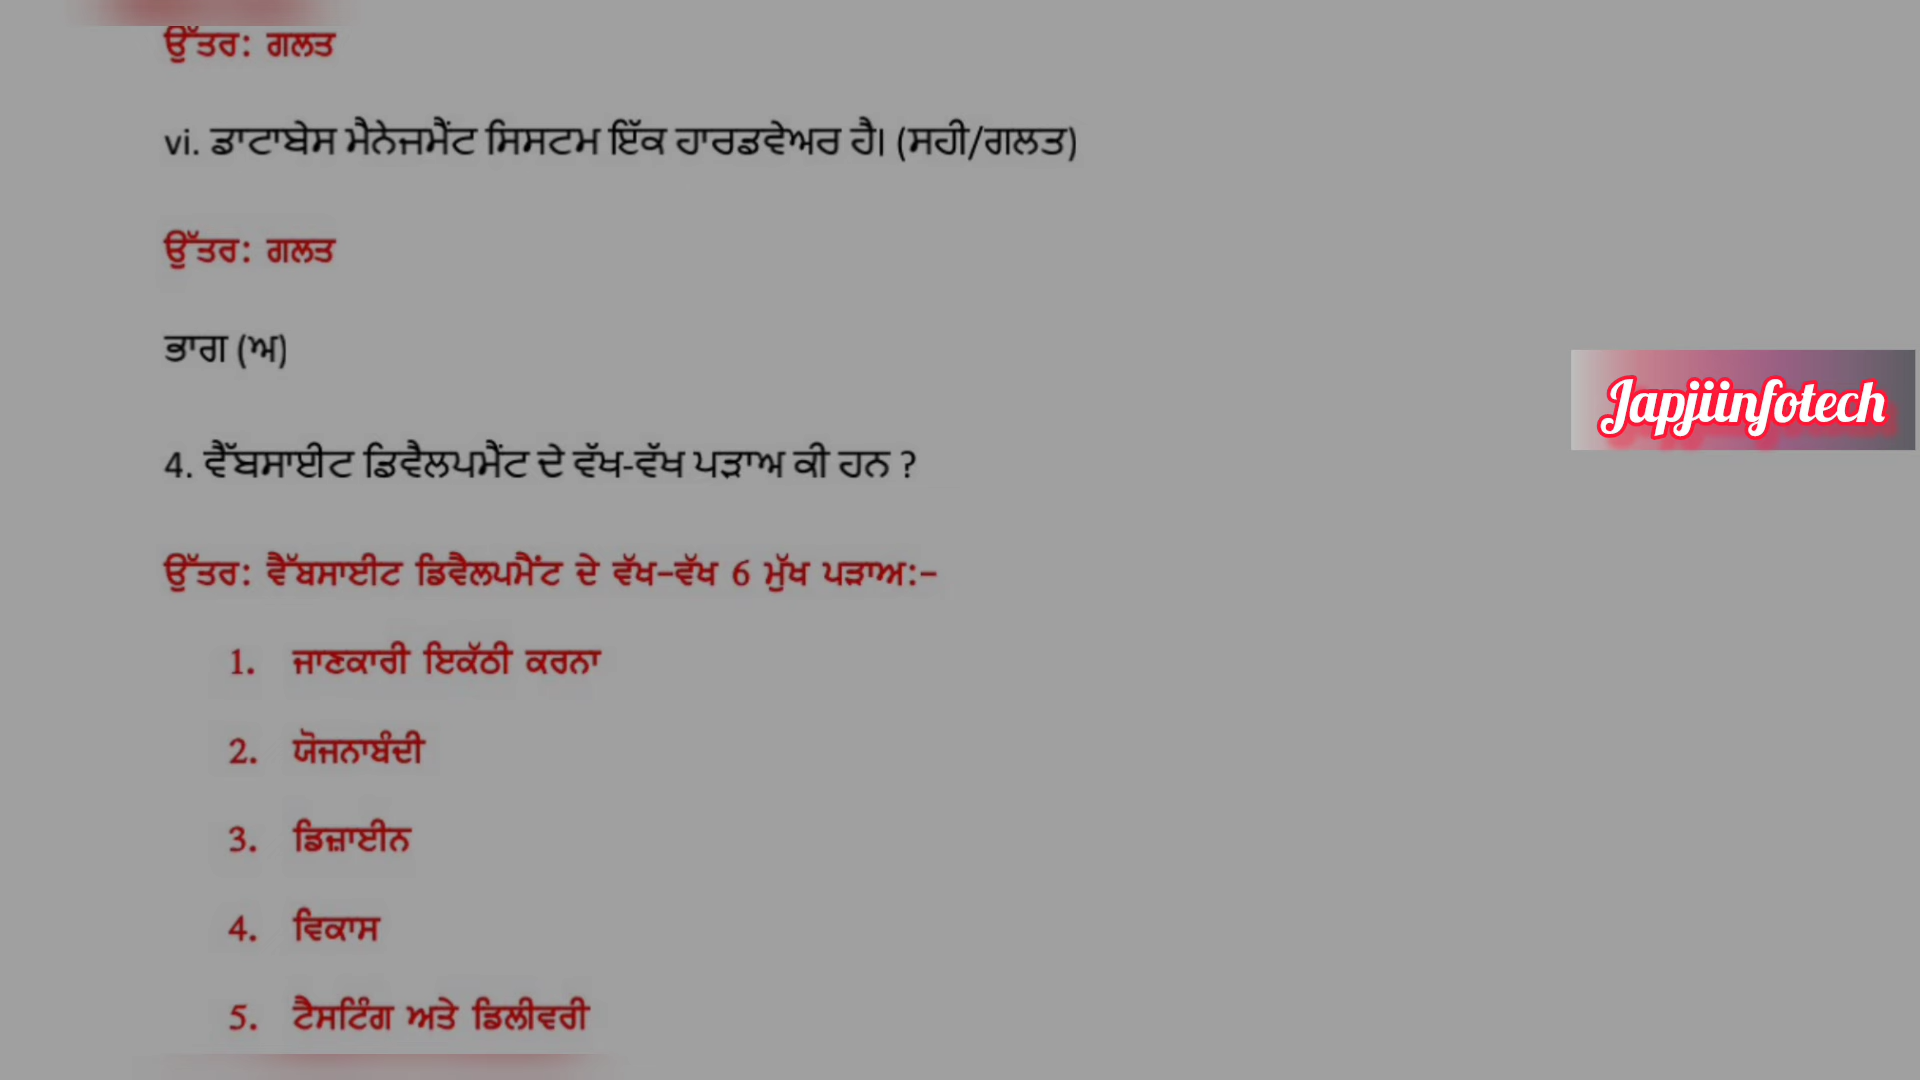 ਉੱਤਰ: ਗਲਤ
vi. ਡਾਟਾਬੇਸ ਮੈਨੇਜਮੈਂਟ ਸਿਸਟਮ ਇੱਕ ਹਾਰਡਵੇਅਰ ਹੈ। (ਸਹੀ/ਗਲਤ)
ਉੱਤਰ: ਗਲਤ
ਭਾਗ (ਅ)
Japjiinfotech
4. ਵੈੱਬਸਾਈਟ ਡਿਵੈਲਪਮੈਂਟ ਦੇ ਵੱਖ-ਵੱਖ ਪੜਾਅ ਕੀ ਹਨ ?
ਉੱਤਰ: ਵੈੱਬਸਾਈਟ ਡਿਵੈਲਪਮੈਂਟ ਦੇ ਵੱਖ-ਵੱਖ 6 ਮੁੱਖ ਪੜਾਅ:-
1. ਜਾਣਕਾਰੀ ਇਕੱਠੀ ਕਰਨਾ
2. ਯੋਜਨਾਬੰਦੀ
3. ਡਿਜ਼ਾਈਨ
4. ਵਿਕਾਸ
5. ਟੈਸਟਿੰਗ ਅਤੇ ਡਿਲੀਵਰੀ